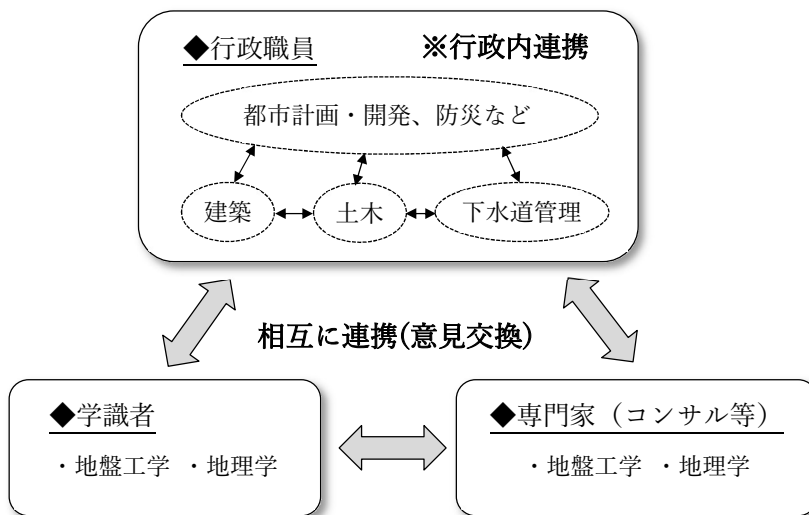 ◆行政職員 ※行政内連携
都市計画・開発、防災など
建築 土木 下水道管理
相互に連携(意見交換)
◆学識者
・地盤工学 ・地理学
◆専門家（コンサル等）
・地盤工学 ・地理学